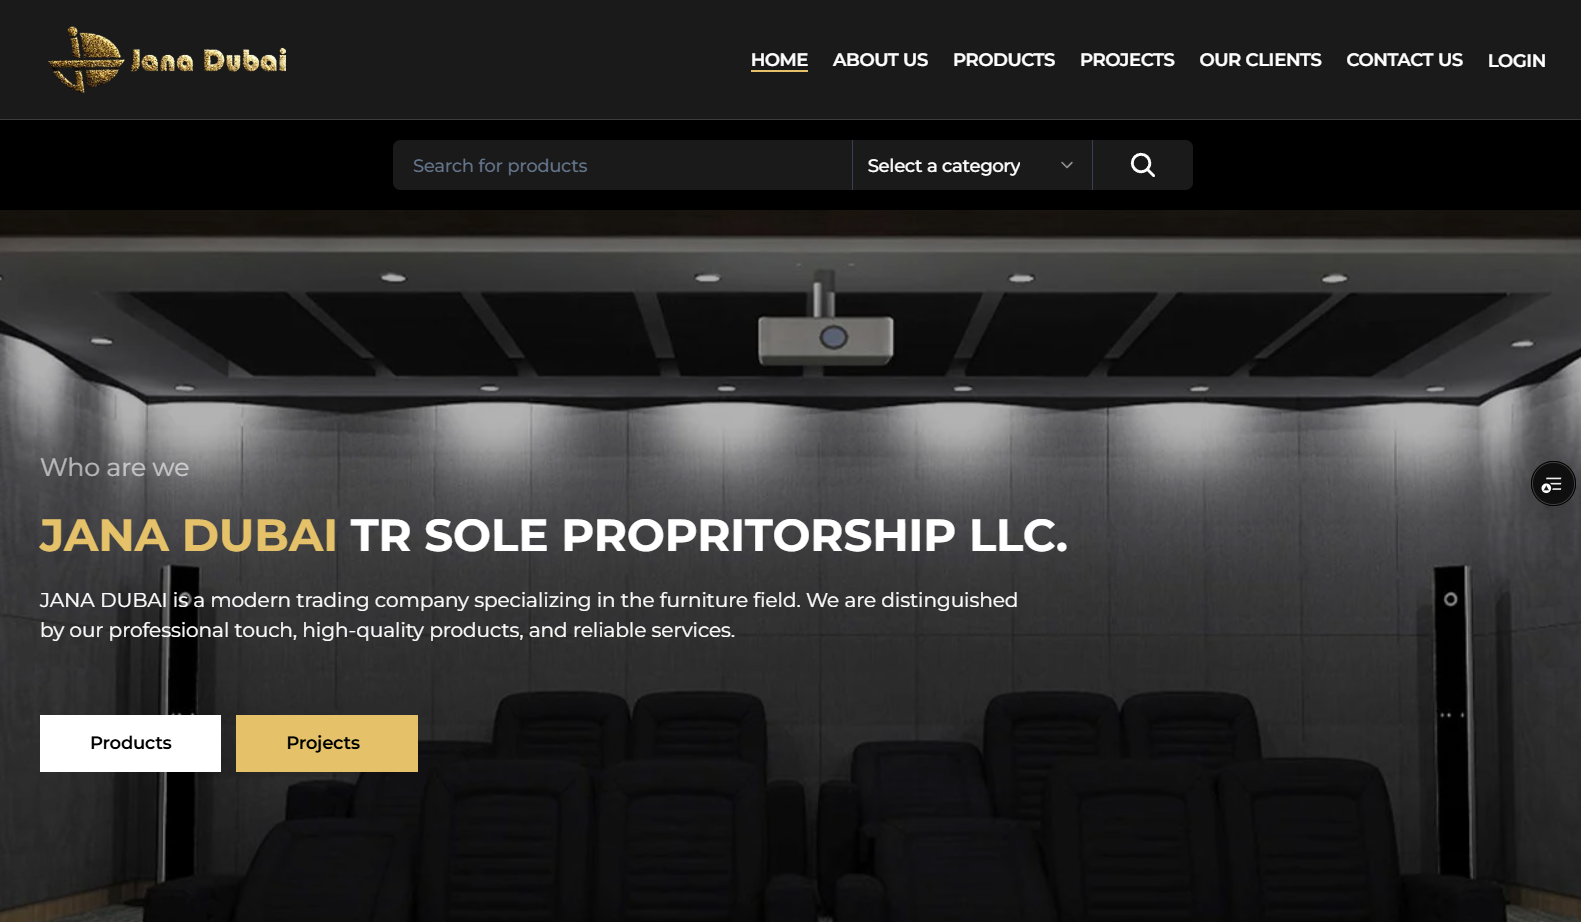 Jana Dubai
HOME ABOUT US PRODUCTS PROJECTS OUR CLIENTS CONTACT US LOGIN
Search for products
Select a category
Who are we
JANA DUBAI TR SOLE PROPRITORSHIP LLC.
JANA DUBAI is a modern trading company specializing in the furniture field. We are distinguished
by our professional touch, high-quality products, and reliable services.
Products
Projects